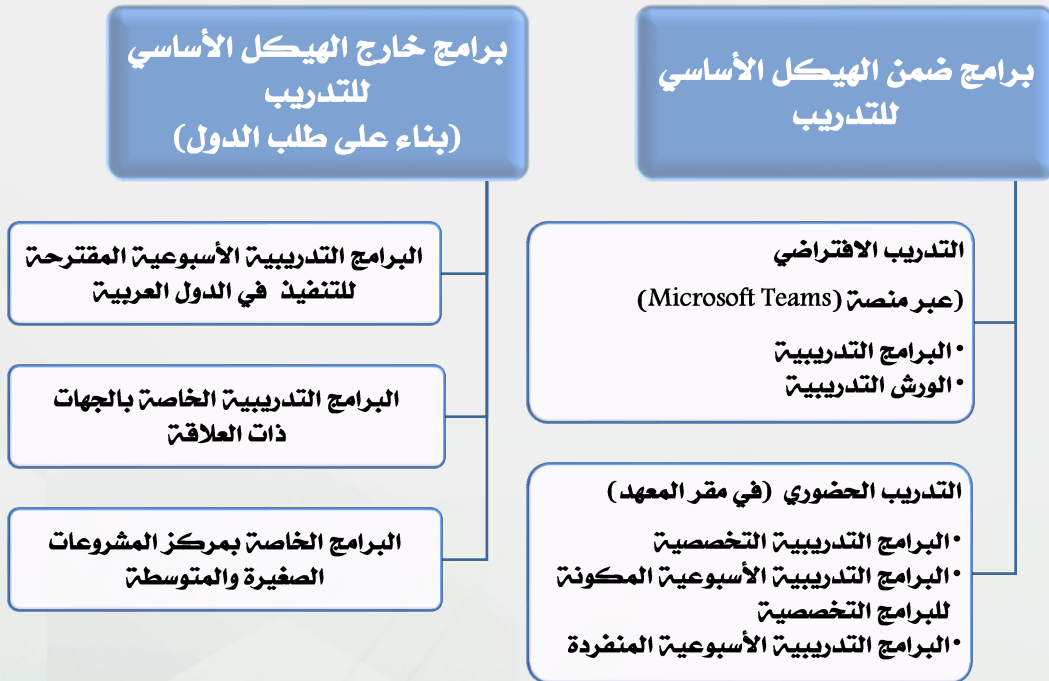 برامج ضمن الهيكل الأساسي
للتدريب
التدريب الافتراضي
(عبر منصة (Microsoft Teams)
•البرامج التدريبية
•الورش التدريبية
التدريب الحضوري (في مقر المعهد)
•البرامج التدريبية التخصصية
•البرامج التدريبية الأسبوعية المكونة
للبرامج التخصصية
•البرامج التدريبية الأسبوعية المنفردة
برامج خارج الهيكل الأساسي
للتدريب
(بناء على طلب الدول)
البرامج التدريبية الأسبوعية المقترحة
للتنفيذ في الدول العربية
البرامج التدريبية الخاصة بالجهات
ذات العلاقة
البرامج الخاصة بمركز المشروعات
الصغيرة والمتوسطة